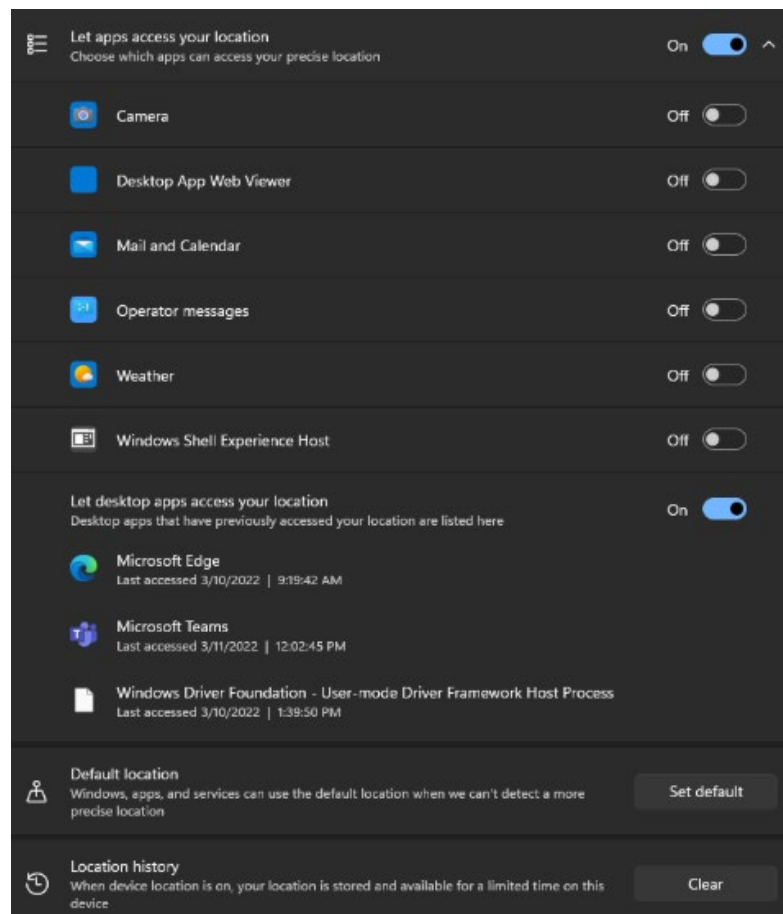 Let apps access your location
Choose which apps can access your precise location
On
Camera
Off
Desktop App Web Viewer
Off
Mail and Calendar
Off
Operator messages
Off
Weather
Off
Windows Shell Experience Host
Off
Let desktop apps access your location
Desktop apps that have previously accessed your location are listed here
On
Microsoft Edge
Last accessed 3/10/2022 | 9:19:42 AM
Microsoft Teams
Last accessed 3/11/2022 | 12:02:45 PM
Windows Driver Foundation - User-mode Driver Framework Host Process
Last accessed 3/10/2022 | 1:39:50 PM
Default location
Windows, apps, and services can use the default location when we can't detect a more
precise location
Set default
Location history
When device location is on, your location is stored and available for a limited time on this
device
Clear